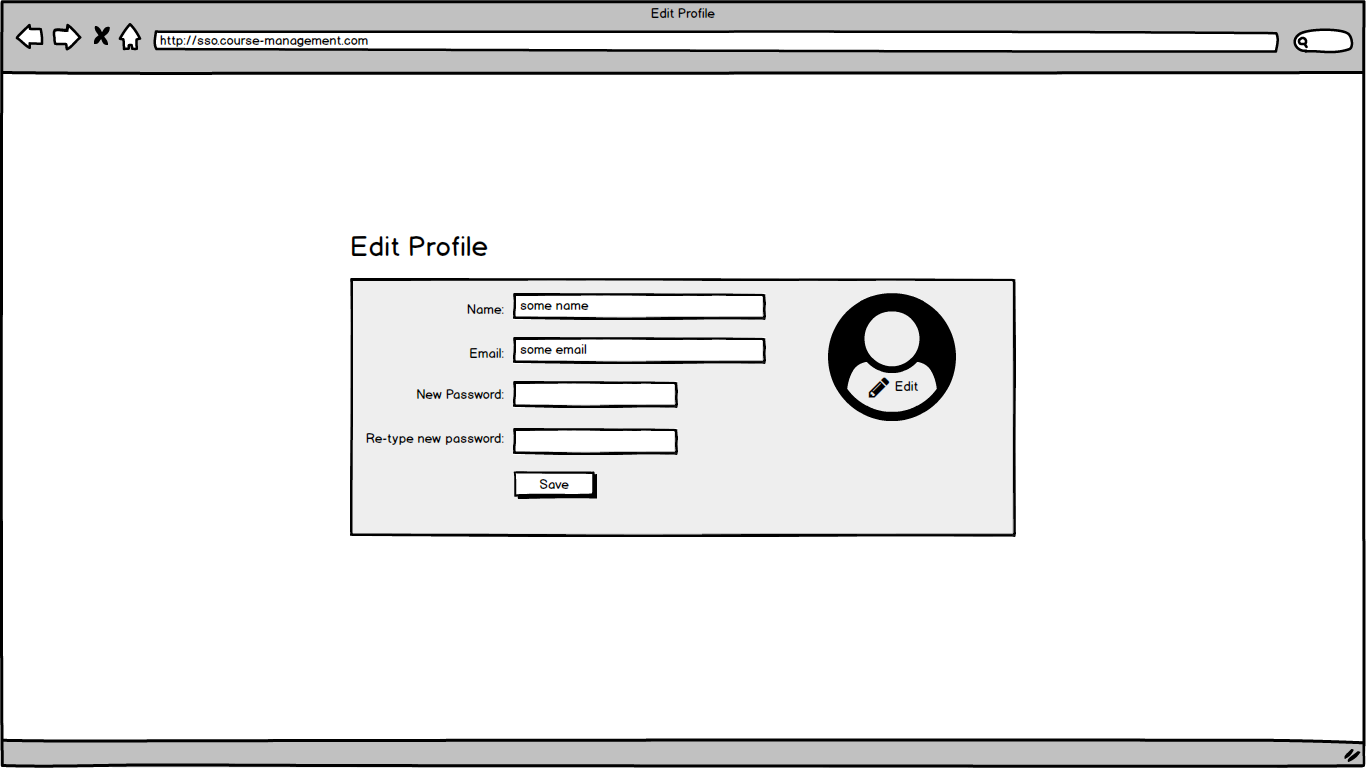 Edit Profile
http://sso.course-management.com
Edit Profile
Name: some name
Email: some email
Edit
New Password:
Re-type new password:
Save